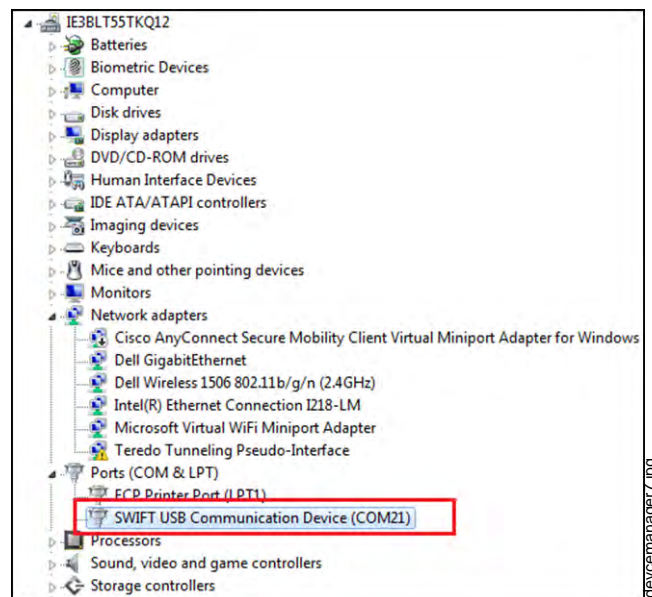 IE3BLT55TKQ12
Batteries
Biometric Devices
Computer
Disk drives
Display adapters
DVD/CD-ROM drives
Human Interface Devices
IDE ATA/ATAPI controllers
Imaging devices
Keyboards
Mice and other pointing devices
Monitors
Network adapters
Cisco AnyConnect Secure Mobility Client Virtual Miniport Adapter for Windows
Dell GigabitEthernet
Dell Wireless 1506 802.11b/g/n (2.4GHz)
Intel(R) Ethernet Connection I218-LM
Microsoft Virtual WiFi Miniport Adapter
Teredo Tunneling Pseudo-Interface
Ports (COM & LPT)
ECP Printer Port (LPT1)
SWIFT USB Communication Device (COM21)
Processors
Sound, video and game controllers
Storage controllers
devcemanager7.jpg